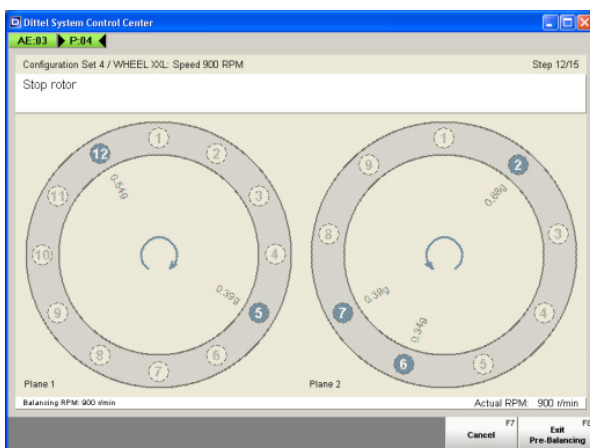 Dittel System Control Center
AE:03 P:04
Configuration Set 4 / WHEEL XXL: Speed 900 RPM Step 12/15
Stop rotor
1
2
3
4
5
6
7
8
9
10
11
12
0.54g
0.39g
Plane 1
1
2
3
4
5
6
7
8
9
0.68g
0.39g
0.34g
Plane 2
Balancing RPM: 900 r/min Actual RPM: 900 r/min
F7
Cancel
F8
Exit
Pre-Balancing